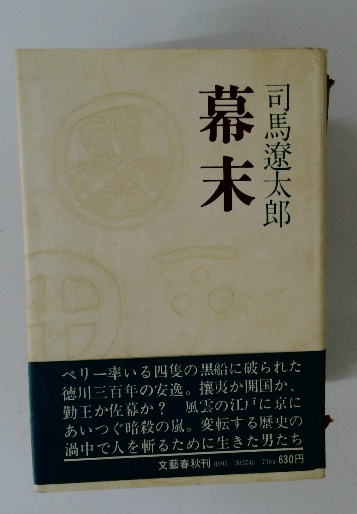 司馬遼太郎
幕末
ペリー率いる四隻の黒船に破られた
徳川三百年の安逸。攘夷か開国か、
勤王か佐幕か？　風雲の江戸に京に
あいつぐ暗殺の嵐。変転する歴史の
渦中で人を斬るために生きた男たち
文藝春秋刊 0093-302740-7384 630円